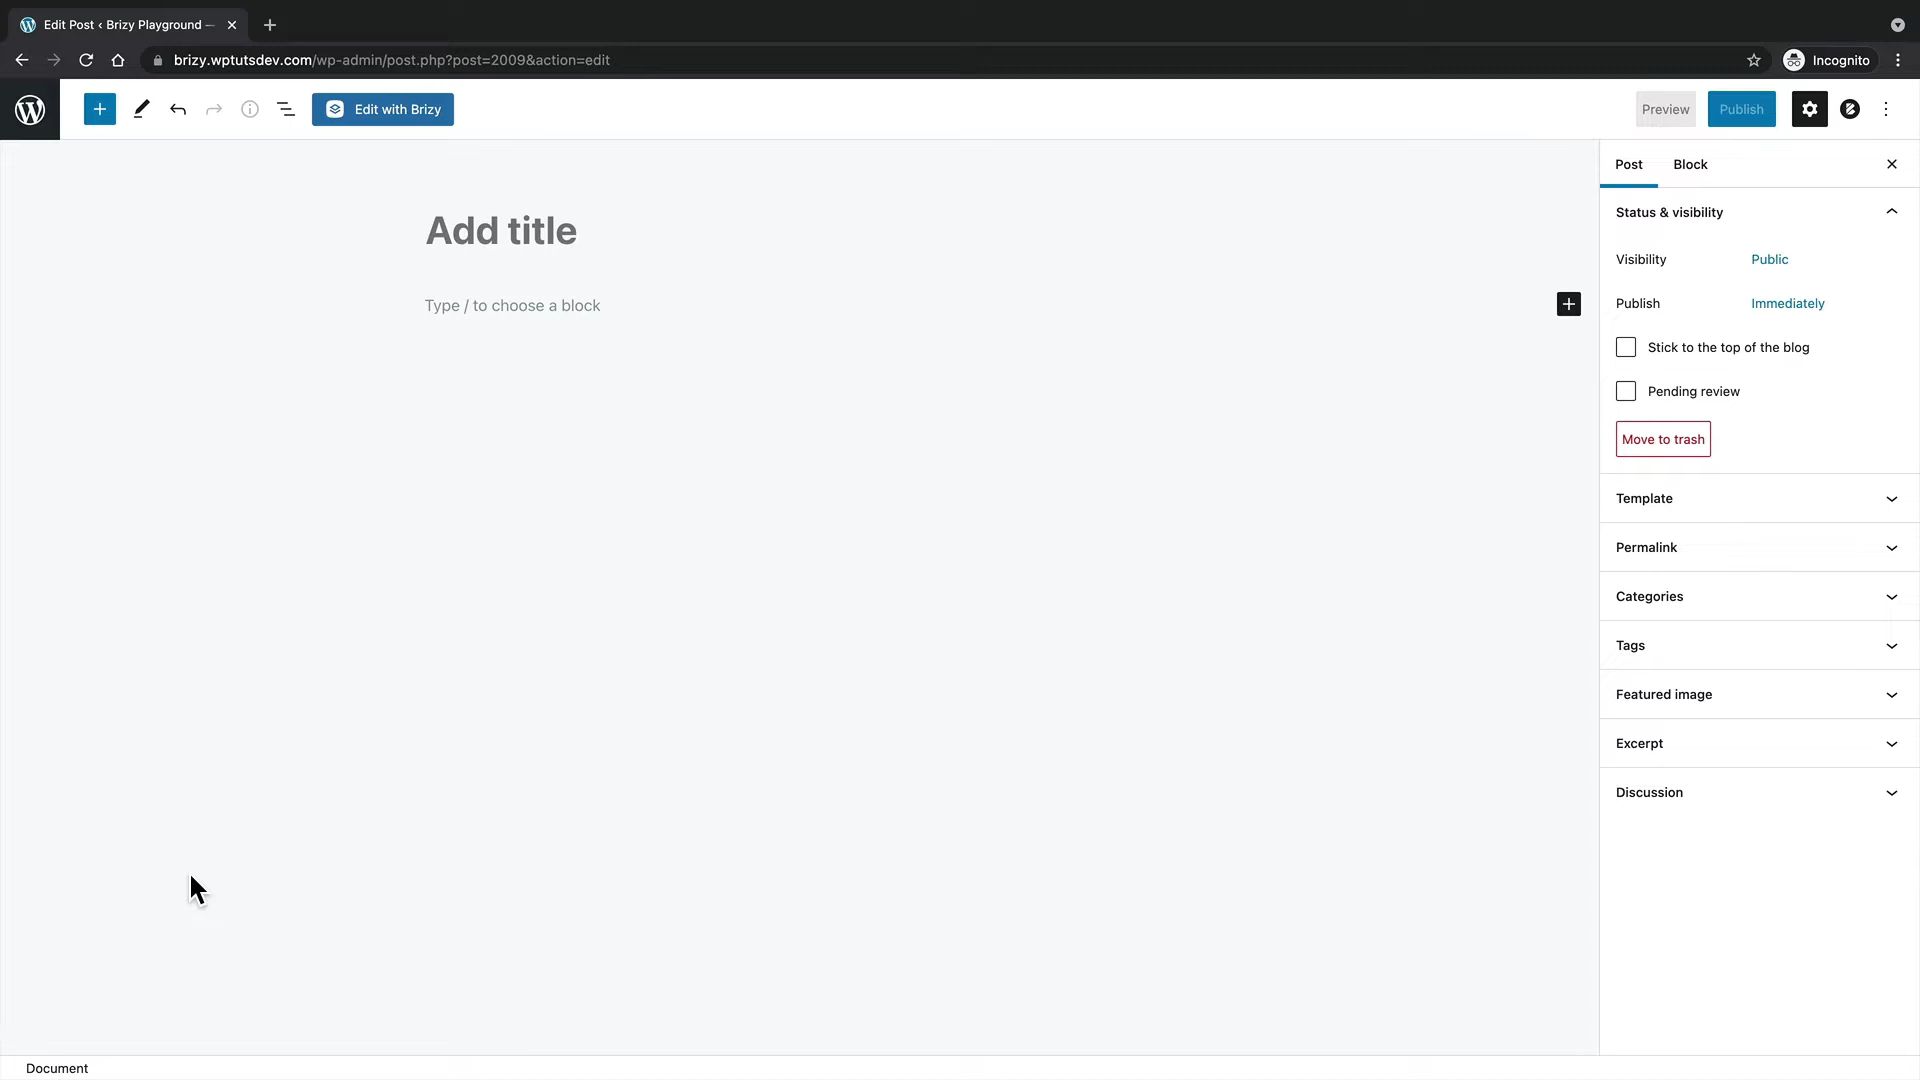 Edit Post ‹ Brizy Playground —
brizy.wptutsdev.com/wp-admin/post.php?post=2009&action=edit
Incognito
Edit with Brizy
Preview
Publish
Post
Block
Add title
Type / to choose a block
Status & visibility
Visibility
Public
Publish
Immediately
Stick to the top of the blog
Pending review
Move to trash
Template
Permalink
Categories
Tags
Featured image
Excerpt
Discussion
Document